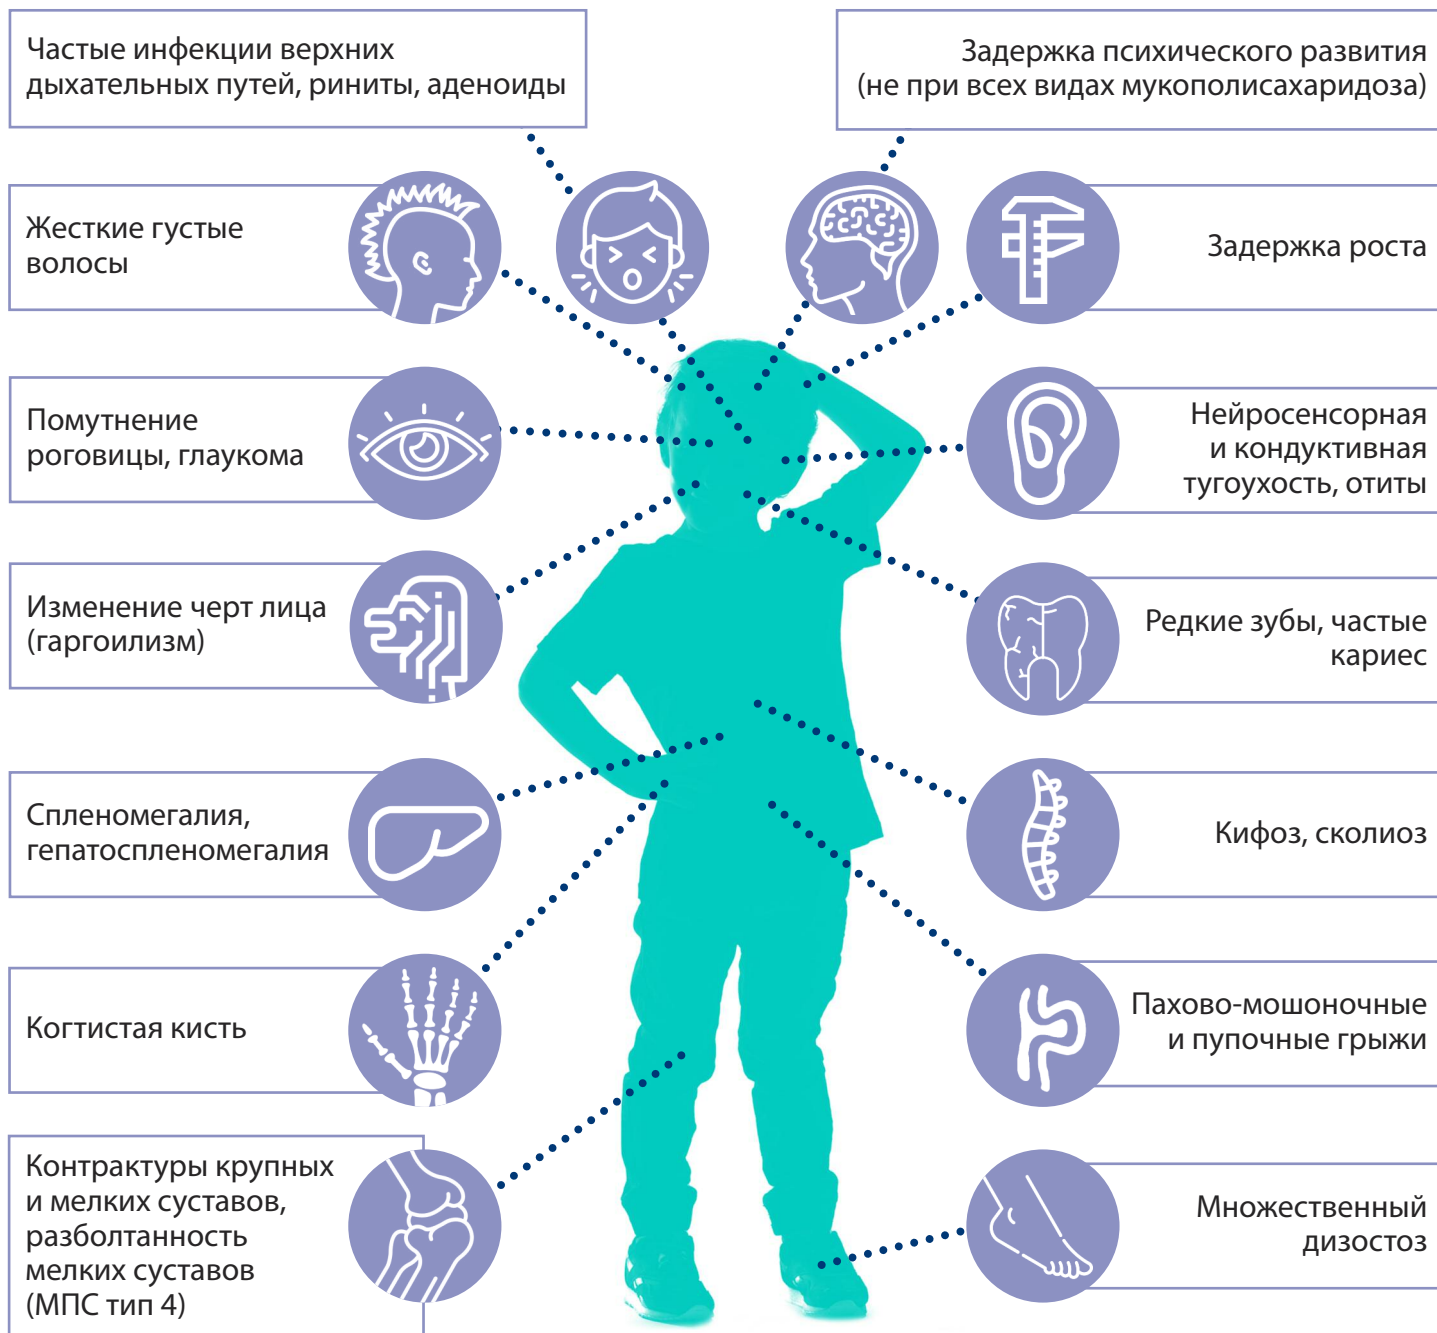 Частые инфекции верхних
дыхательных путей, риниты, аденоиды
Задержка психического развития
(не при всех видах мукополисахаридоза)
Жесткие густые
волосы
Задержка роста
Помутнение
роговицы, глаукома
Нейросенсорная
и кондуктивная
тугоухость, отиты
Изменение черт лица
(гаргоилизм)
Редкие зубы, частые
кариес
Спленомегалия,
гепатоспленомегалия
Кифоз, сколиоз
Когтистая кисть
Пахово-мошоночные
и пупочные грыжи
Контрактуры крупных
и мелких суставов,
разболтанность
мелких суставов
(МПС тип 4)
Множественный
дизостоз